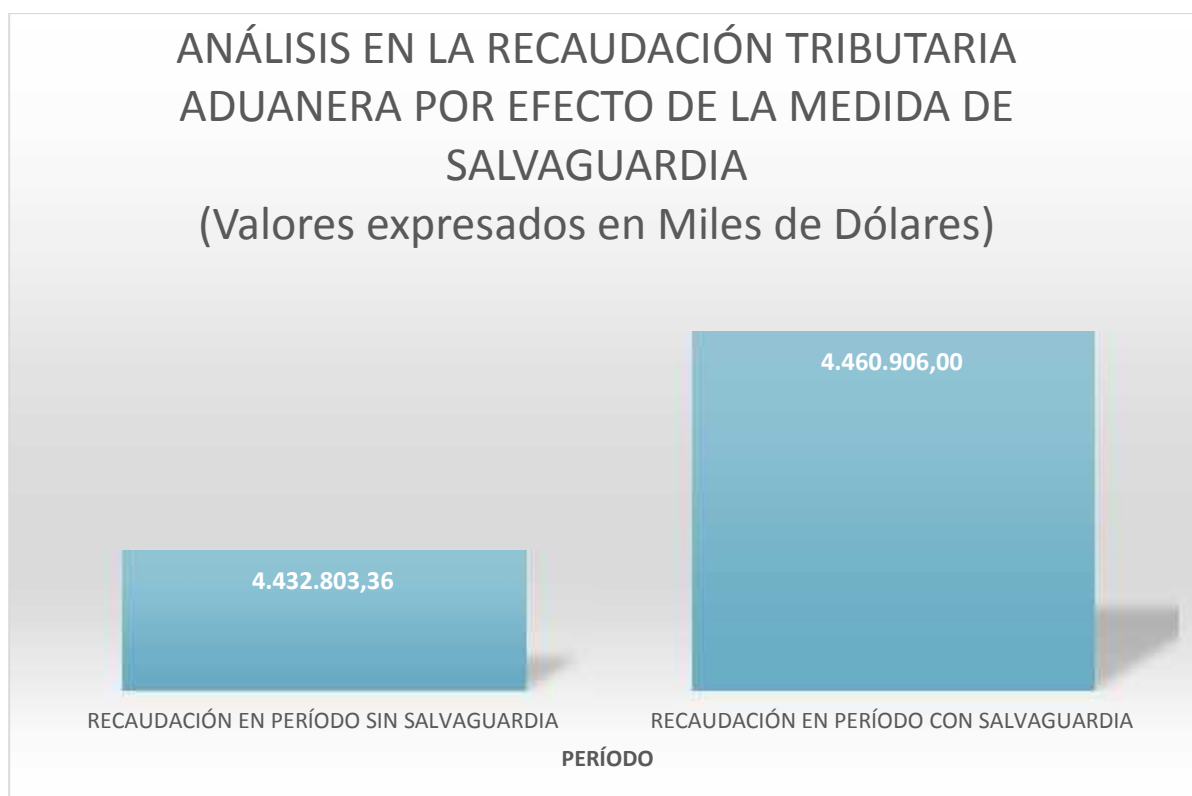 ANÁLISIS EN LA RECAUDACIÓN TRIBUTARIA
ADUANERA POR EFECTO DE LA MEDIDA DE
SALVAGUARDIA
(Valores expresados en Miles de Dólares)
4.460.906,00
4.432.803,36
RECAUDACIÓN EN PERÍODO SIN SALVAGUARDIA
RECAUDACIÓN EN PERÍODO CON SALVAGUARDIA
PERÍODO